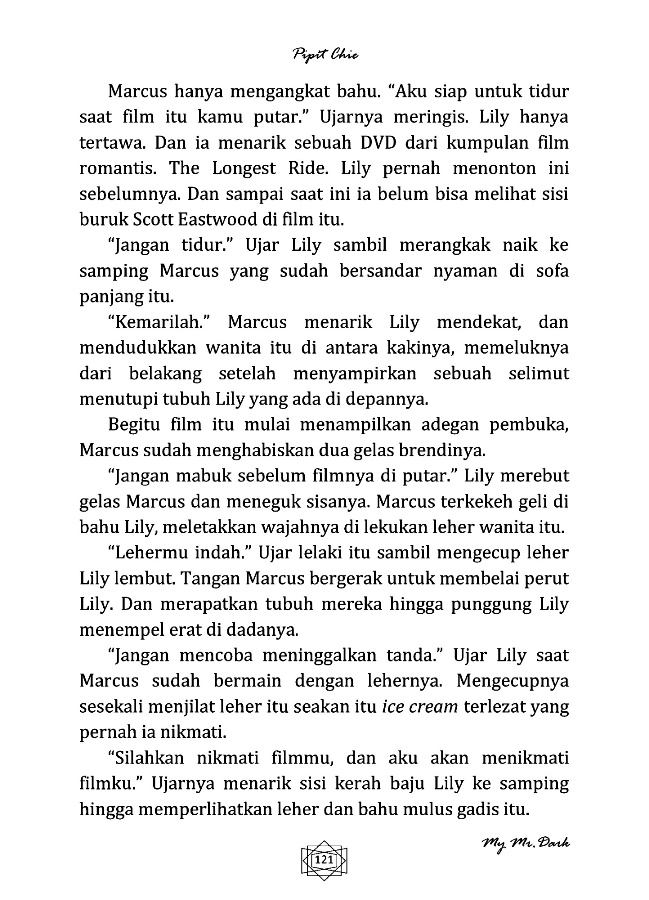 Pipit Chie
Marcus hanya mengangkat bahu. “Aku siap untuk tidur
saat film itu kamu putar.” Ujarnya meringis. Lily hanya
tertawa. Dan ia menarik sebuah DVD dari kumpulan film
romantis. The Longest Ride. Lily pernah menonton ini
sebelumnya. Dan sampai saat ini ia belum bisa melihat sisi
buruk Scott Eastwood di film itu.
“Jangan tidur.” Ujar Lily sambil merangkak naik ke
samping Marcus yang sudah bersandar nyaman di sofa
panjang itu.
“Kemarilah.” Marcus menarik Lily mendekat, dan
mendudukkan wanita itu di antara kakinya, memeluknya
dari belakang setelah menyampirkan sebuah selimut
menutupi tubuh Lily yang ada di depannya.
Begitu film itu mulai menampilkan adegan pembuka,
Marcus sudah menghabiskan dua gelas brendinya.
“Jangan mabuk sebelum filmnya di putar.” Lily merebut
gelas Marcus dan meneguk sisanya. Marcus terkekeh geli di
bahu Lily, meletakkan wajahnya di lekukan leher wanita itu.
“Lehermu indah.” Ujar lelaki itu sambil mengecup leher
Lily lembut. Tangan Marcus bergerak untuk membelai perut
Lily. Dan merapatkan tubuh mereka hingga punggung Lily
menempel erat di dadanya.
“Jangan mencoba meninggalkan tanda.” Ujar Lily saat
Marcus sudah bermain dengan lehernya. Mengecupnya
sesekali menjilat leher itu seakan itu ice cream terlezat yang
pernah ia nikmati.
“Silahkan nikmati filmmu, dan aku akan menikmati
filmku.” Ujarnya menarik sisi kerah baju Lily ke samping
hingga memperlihatkan leher dan bahu mulus gadis itu.
My Mr. Dark
121